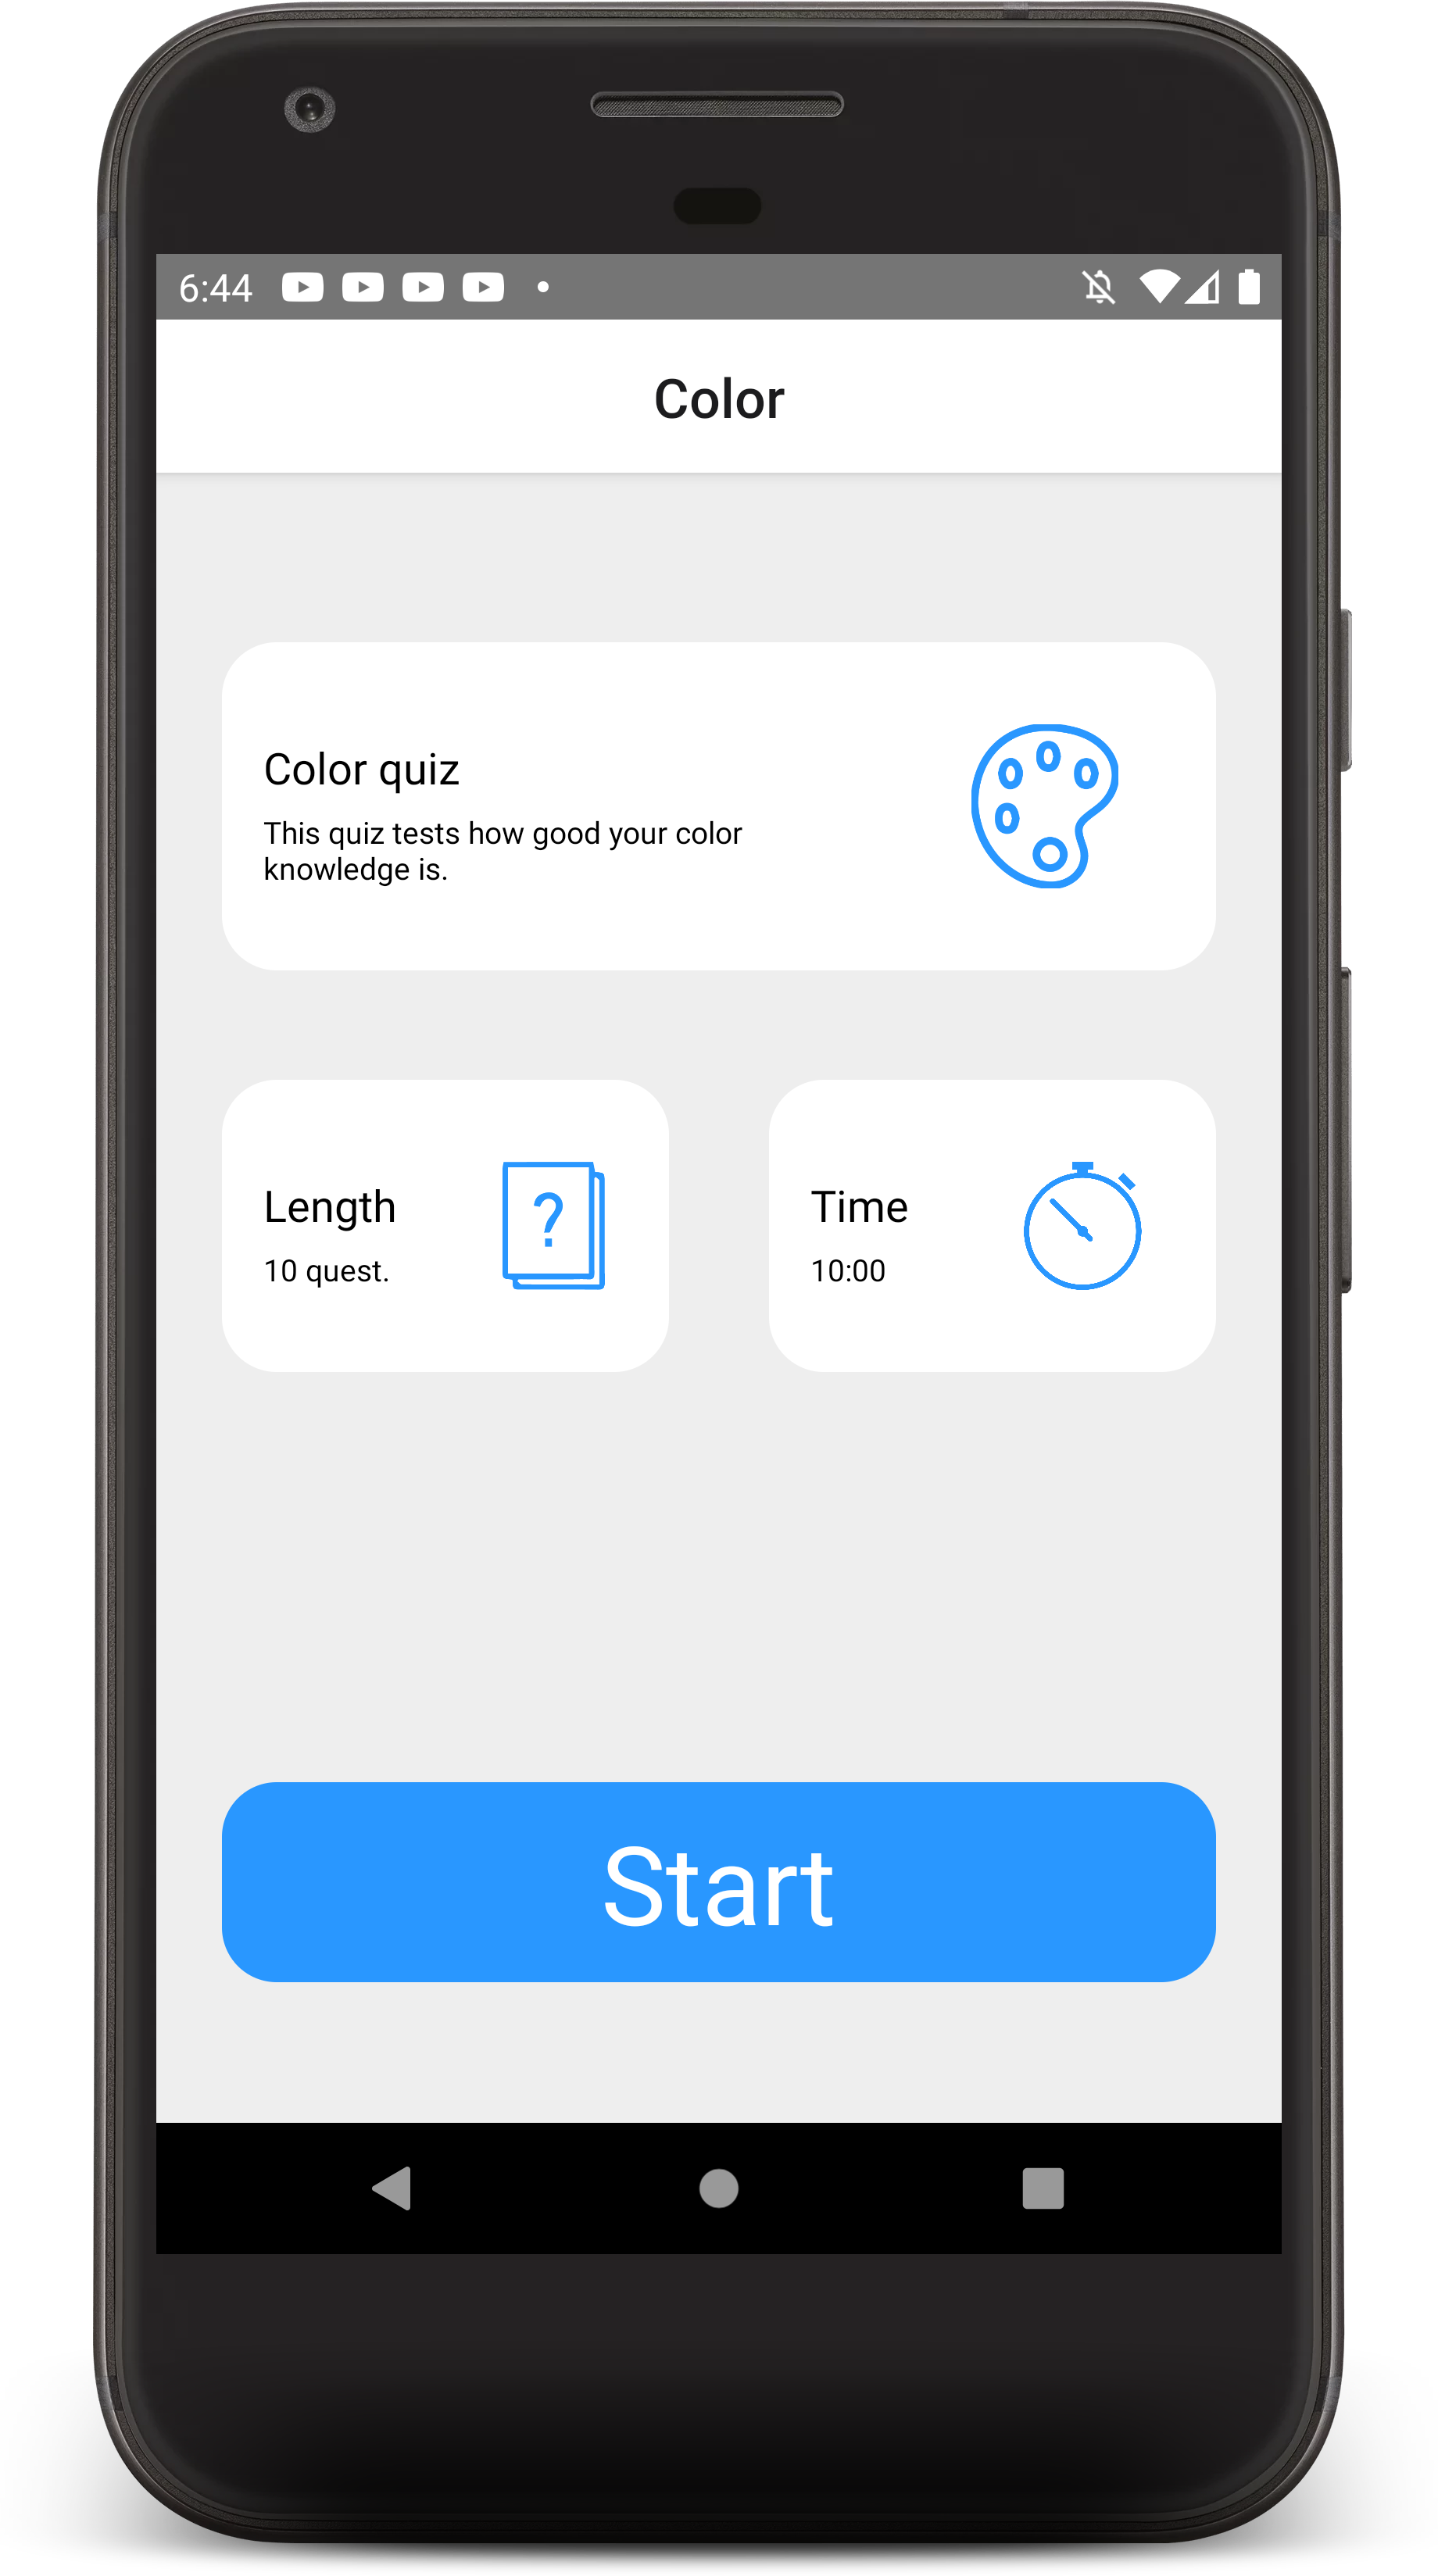 6:44
Color
Color quiz
This quiz tests how good your color
knowledge is.
Length
10 quest.
?
Time
10:00
Start